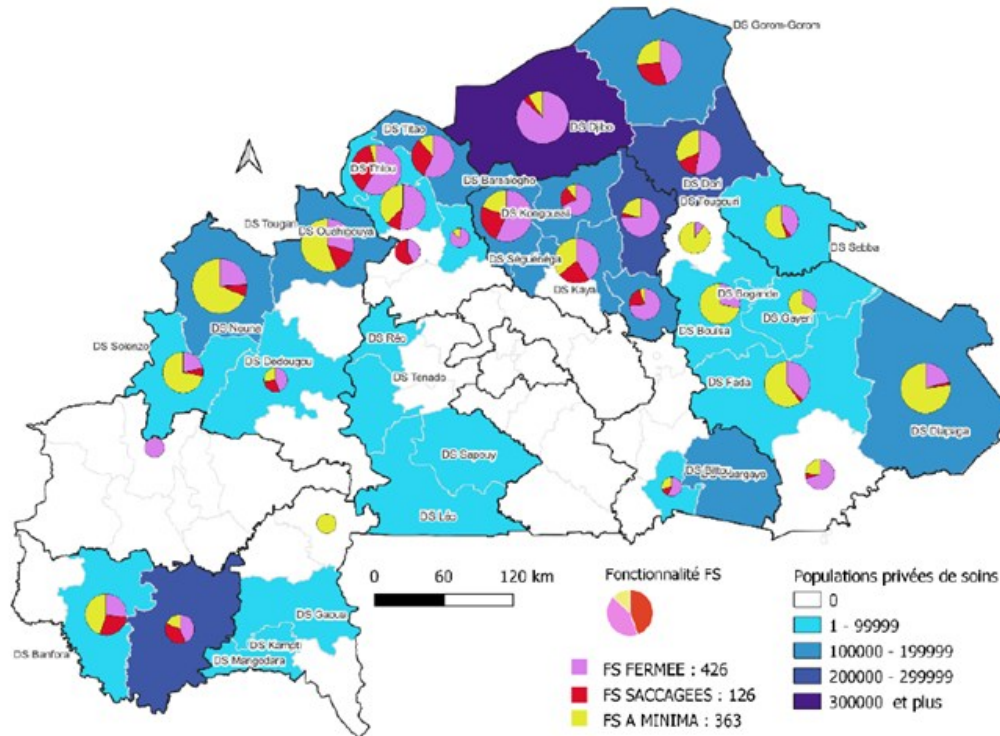 DS Gorom-Gorom
DS Djibo
DS Titao
DS Thiou
DS Dori
DS Barsalogho
DS Tougouri
DS Kongoussi
DS Tougan
DS Ouahigouya
DS Sebba
DS Séguénéga
DS Kaya
DS Bogande
DS Gayeri
DS Boulsa
DS Nouna
DS Solenzo
DS Réo
DS Dedougou
DS Tenado
DS Fada
DS Diapaga
DS Sapouy
DS Bittou
DS Léo
0 60 120 km
DS Gaoua
DS Kampti
DS Banfora
DS Mangodara
Fonctionnalité FS
FS FERMEE : 426
FS SACCAGEES : 126
FS A MINIMA : 363
Populations privées de soins
0
1 - 99999
100000 - 199999
200000 - 299999
300000 et plus